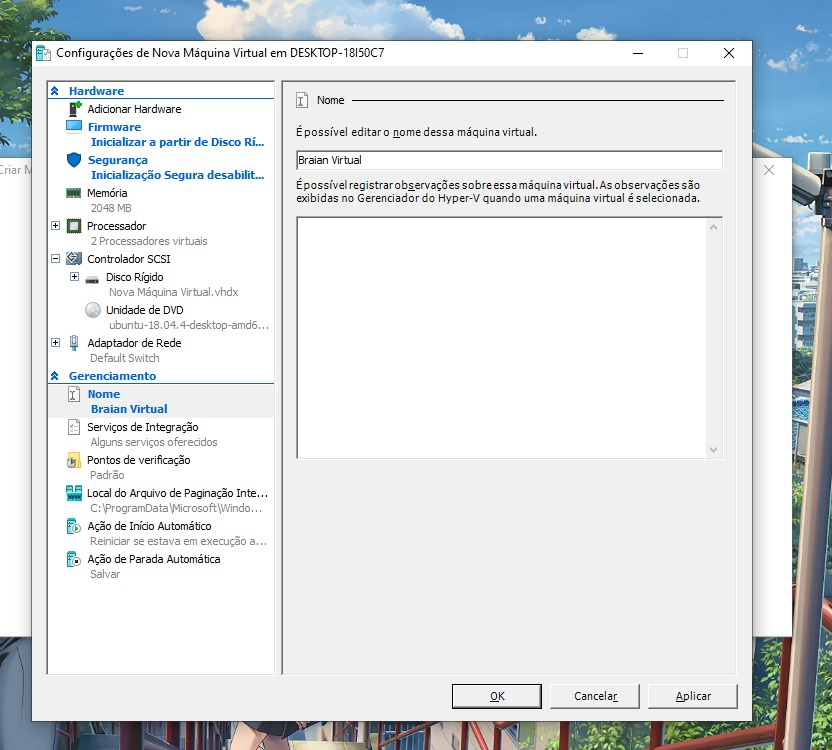 Configurações de Nova Máquina Virtual em DESKTOP-18I50C7
Criar M
Hardware
Adicionar Hardware
Firmware
Inicializar a partir de Disco Rí...
Segurança
Inicialização Segura desabilit...
Memória
2048 MB
Processador
2 Processadores virtuais
Controlador SCSI
Disco Rígido
Nova Máquina Virtual.vhdx
Unidade de DVD
ubuntu-18.04.4-desktop-amd6...
Adaptador de Rede
Default Switch
Gerenciamento
Nome
Braian Virtual
Serviços de Integração
Alguns serviços oferecidos
Pontos de verificação
Padrão
Local do Arquivo de Paginação Inte...
C:\ProgramData\Microsoft\Windo...
Ação de Início Automático
Reiniciar se estava em execução a...
Ação de Parada Automática
Salvar
Nome
É possível editar o nome dessa máquina virtual.
Braian Virtual
É possível registrar observações sobre essa máquina virtual. As observações são
exibidas no Gerenciador do Hyper-V quando uma máquina virtual é selecionada.
OK
Cancelar
Aplicar